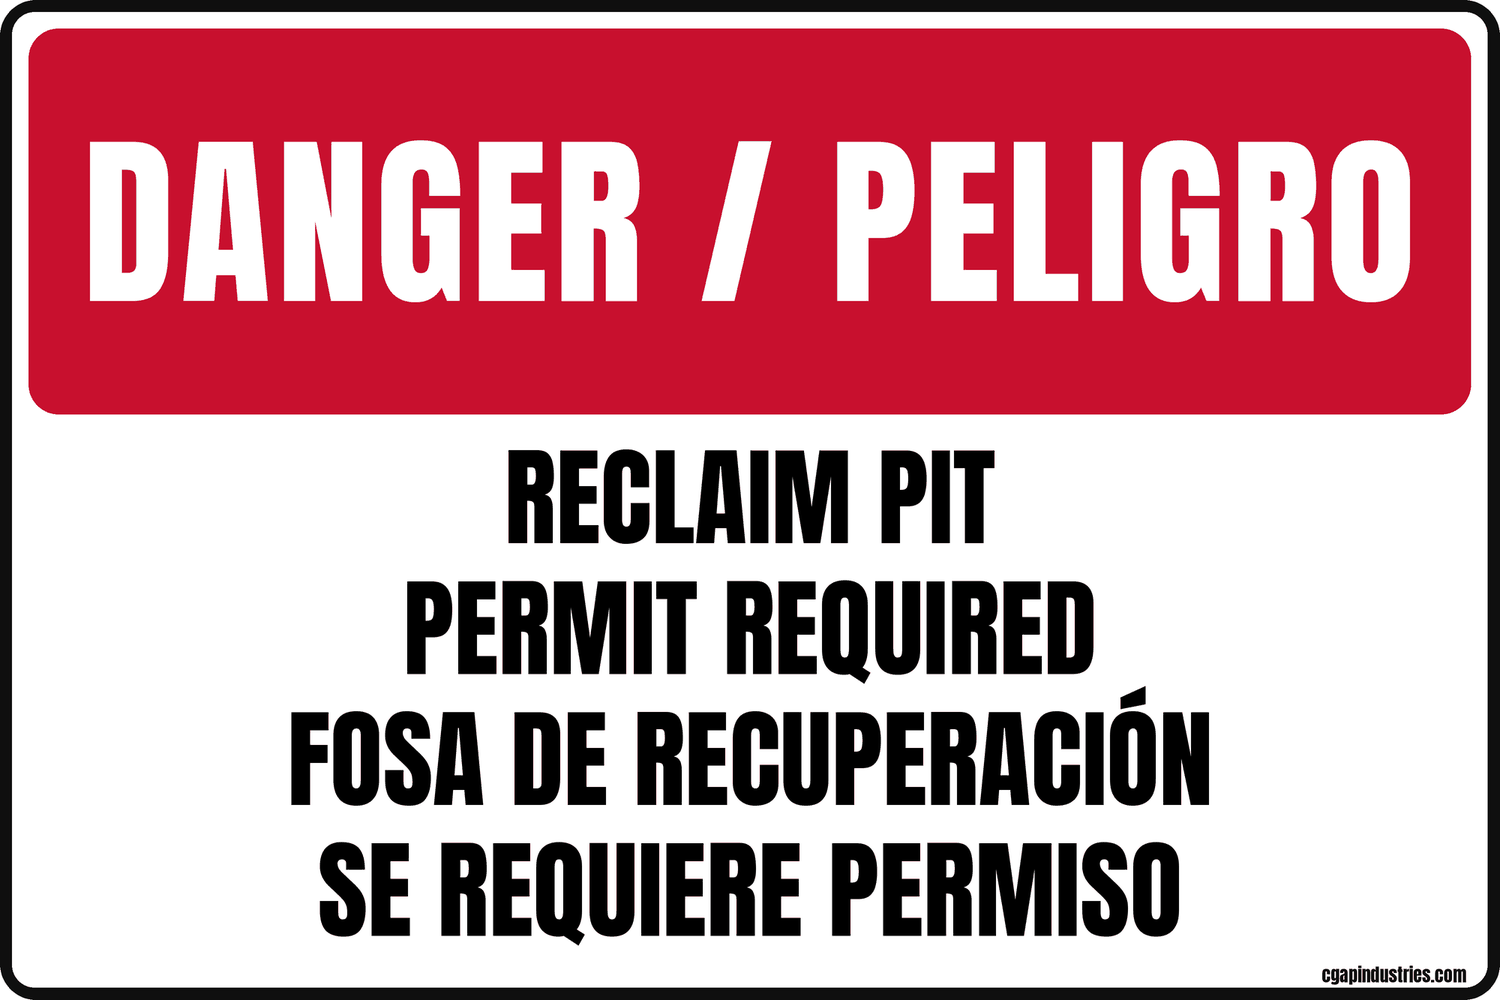 DANGER / PELIGRO
RECLAIM PIT
PERMIT REQUIRED
FOSA DE RECUPERACIÓN
SE REQUIERE PERMISO
cgapindustries.com